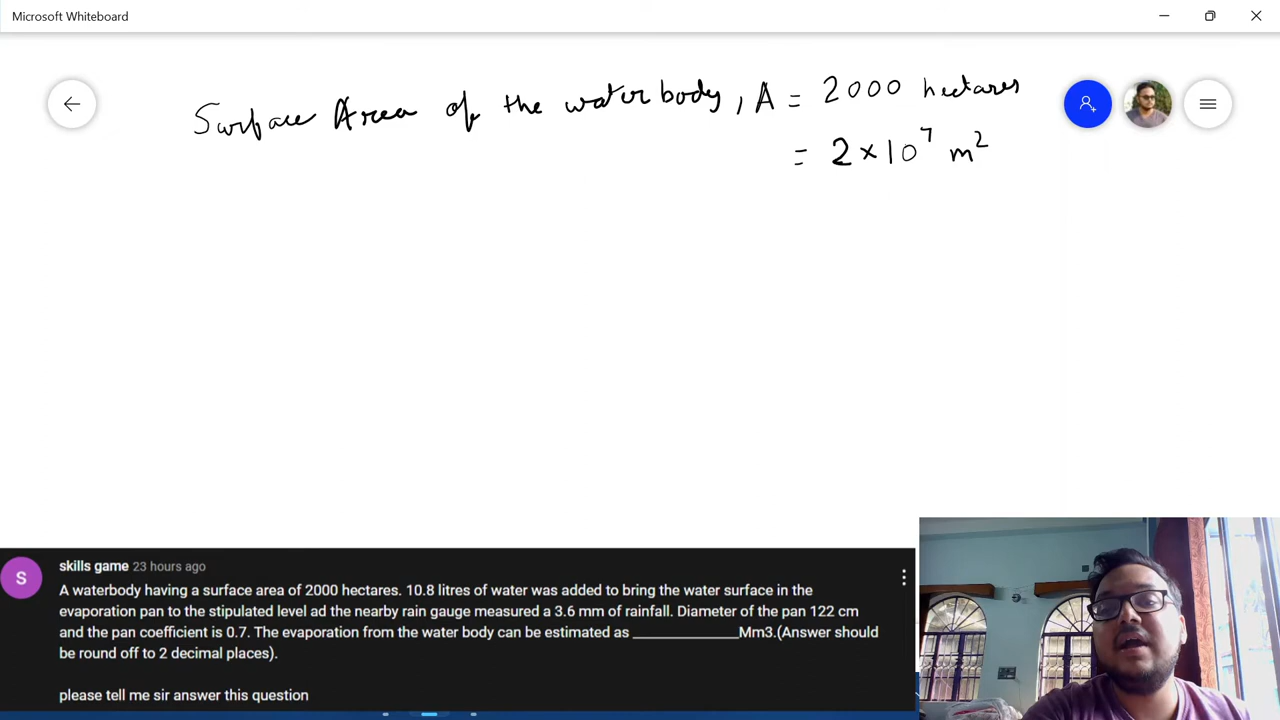 Microsoft Whiteboard
Surface Area of the waterbody, A = 2000 hectares
= 2×10⁷ m²
S
skills game 23 hours ago
A waterbody having a surface area of 2000 hectares. 10.8 litres of water was added to bring the water surface in the
evaporation pan to the stipulated level ad the nearby rain gauge measured a 3.6 mm of rainfall. Diameter of the pan 122 cm
and the pan coefficient is 0.7. The evaporation from the water body can be estimated as ______________Mm3.(Answer should
be round off to 2 decimal places).
please tell me sir answer this question